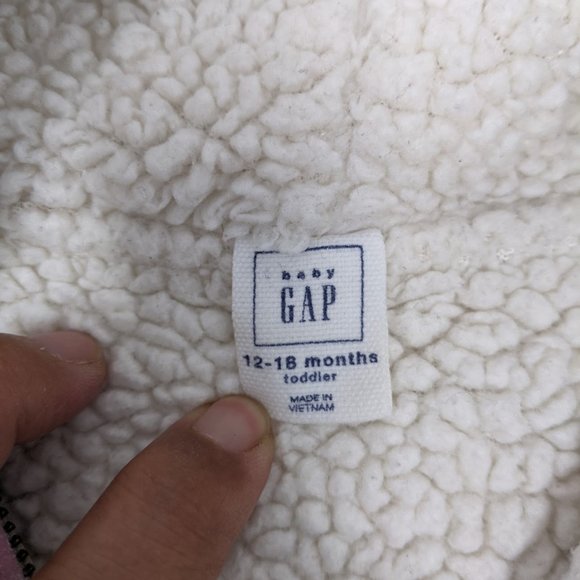 baby
GAP
12-18 months
toddler
MADE IN
VIETNAM